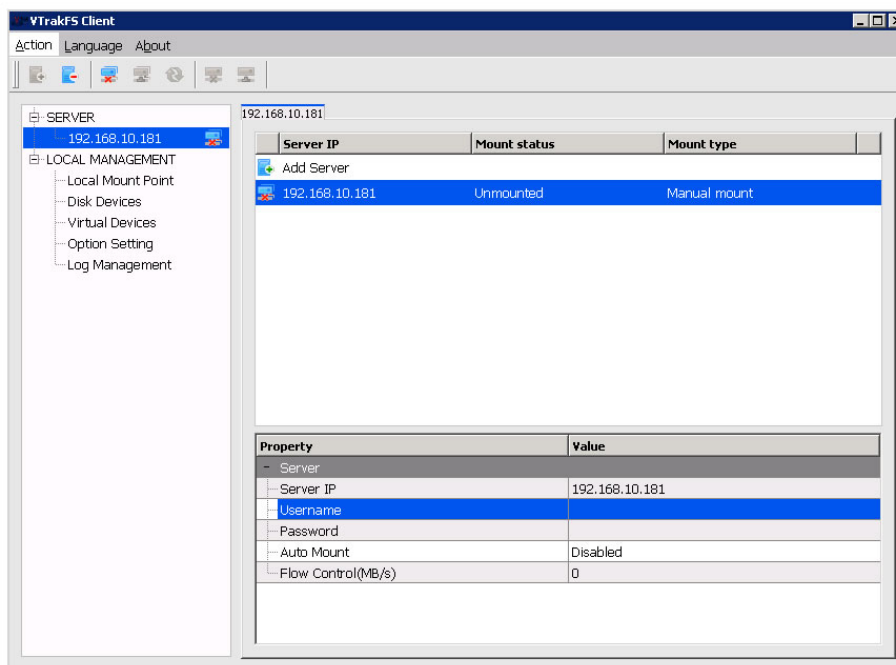 VTrakFS Client
Action Language About
SERVER
192.168.10.181
LOCAL MANAGEMENT
Local Mount Point
Disk Devices
Virtual Devices
Option Setting
Log Management
192.168.10.181
Server IP Mount status Mount type
Add Server
192.168.10.181 Unmounted Manual mount
Property Value
Server
Server IP 192.168.10.181
Username
Password
Auto Mount Disabled
Flow Control(MB/s) 0